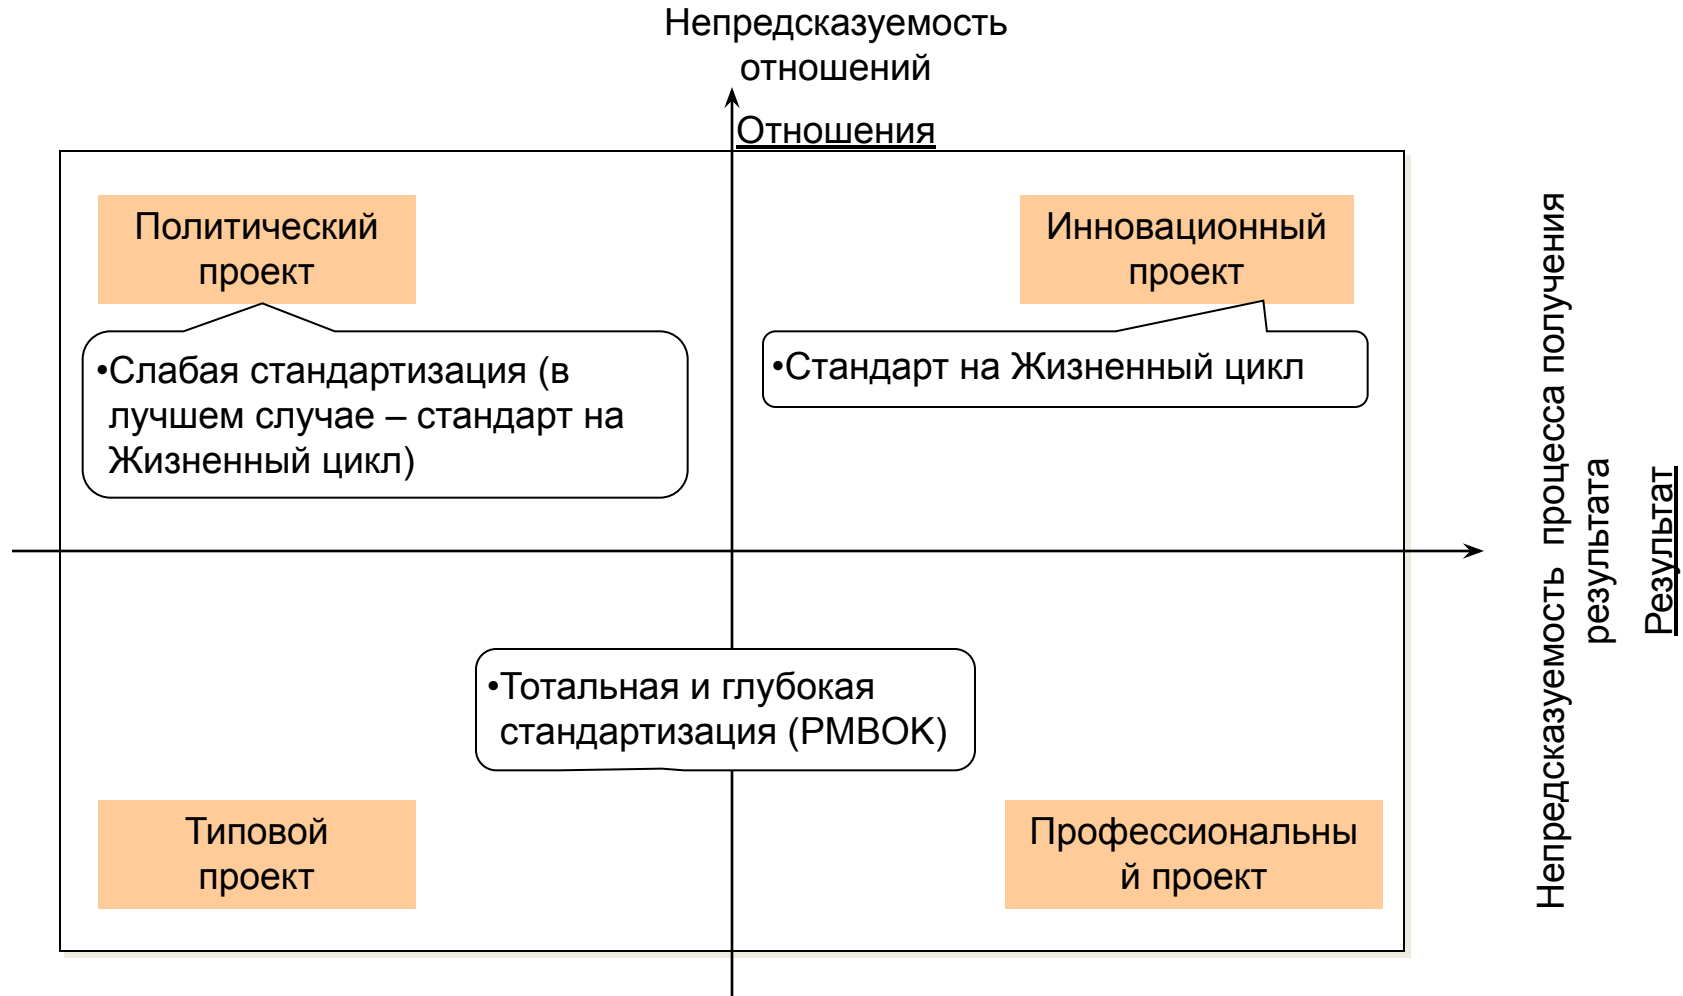 Непредсказуемость
отношений
Отношения
Политический
проект
Инновационный
проект
•Слабая стандартизация (в
лучшем случае – стандарт на
Жизненный цикл)
•Стандарт на Жизненный цикл
•Тотальная и глубокая
стандартизация (PMBOK)
Типовой
проект
Профессиональны
й проект
Непредсказуемость процесса получения
результата
Результат